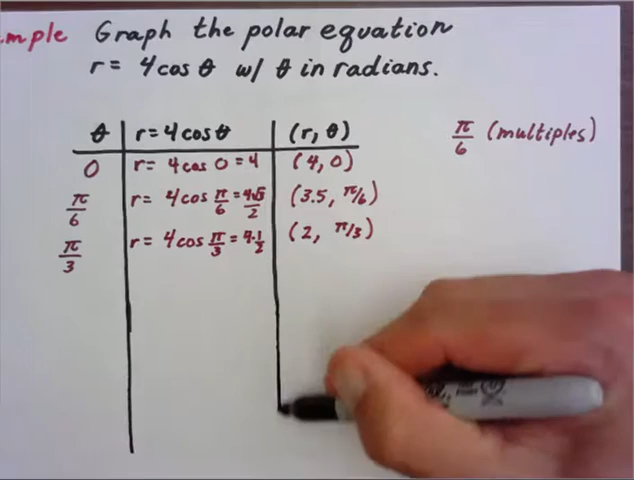 mple Graph the polar equation
r = 4cos θ w/ θ in radians.
θ r = 4cosθ (r, θ) π/6 (multiples)
0 r = 4cos 0 = 4 (4, 0)
π/6 r = 4cos π/6 = 4√3/2 (3.5, π/6)
π/3 r = 4cos π/3 = 4·1/2 (2, π/3)